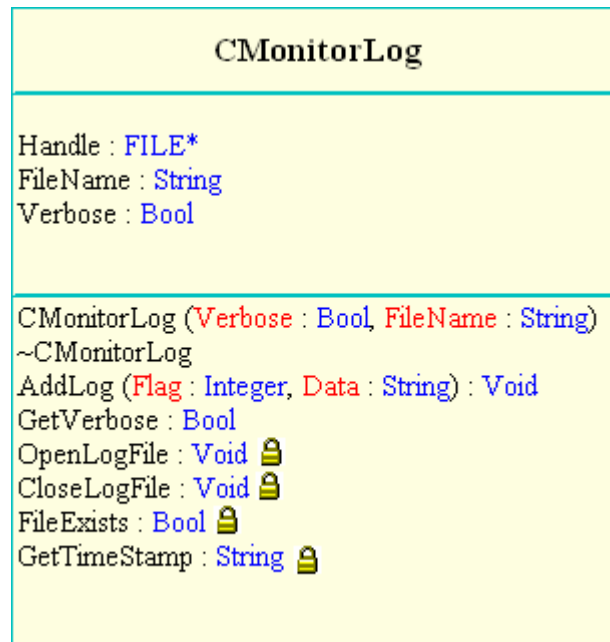 CMonitorLog
Handle : FILE*
FileName : String
Verbose : Bool
CMonitorLog (Verbose : Bool, FileName : String)
~CMonitorLog
AddLog (Flag : Integer, Data : String) : Void
GetVerbose : Bool
OpenLogFile : Void
CloseLogFile : Void
FileExists : Bool
GetTimeStamp : String